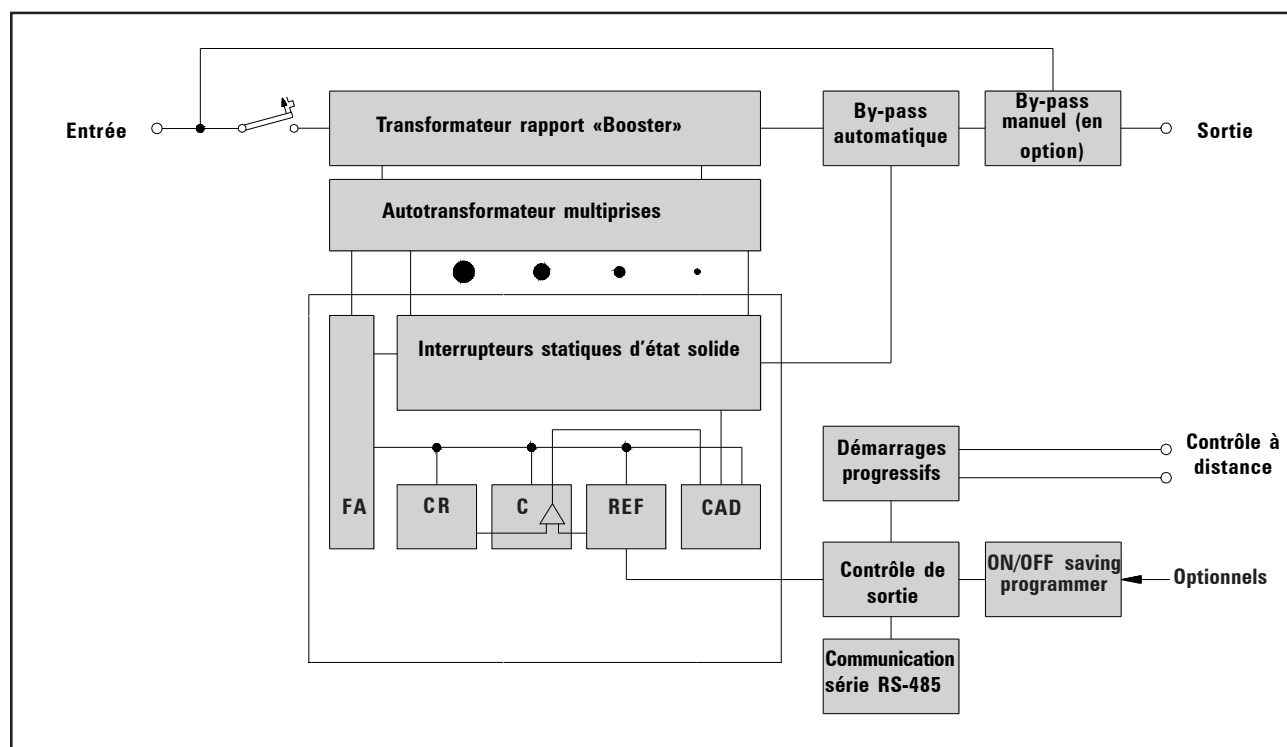 Entrée
Transformateur rapport «Booster»
By-pass
automatique
By-pass
manuel (en
option)
Sortie
Autotransformateur multiprises
Interrupteurs statiques d'état solide
FA
CR
C
REF
CAD
Démarrages
progressifs
Contrôle à
distance
Contrôle de
sortie
ON/OFF saving
programmer
Optionnels
Communication
série RS-485